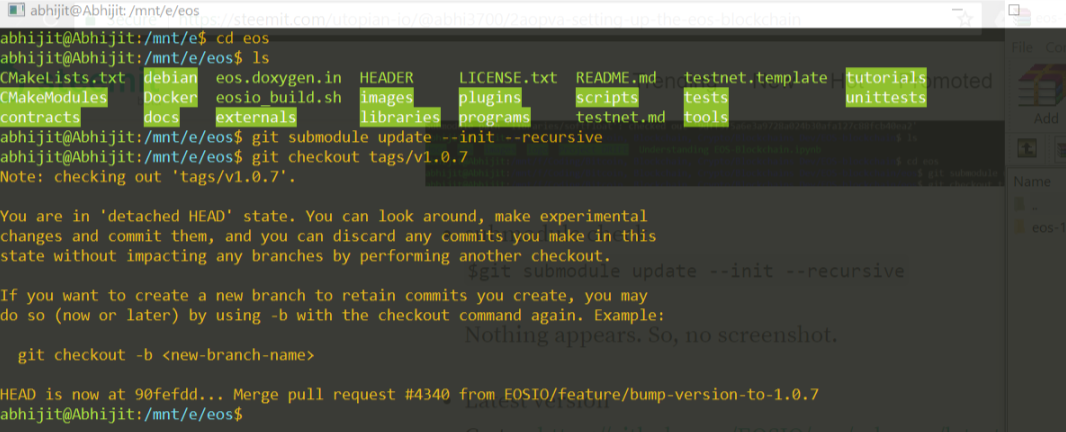 abhijit@Abhijit: /mnt/e/eos
https://steemit.com/utopian-io/@abhi3700/2aopva-setting-up-the-eos-blockchain
eos
abhijit@Abhijit:/mnt/e$ cd eos
abhijit@Abhijit:/mnt/e/eos$ ls
CMakeLists.txt debian eos.doxygen.in HEADER LICENSE.txt README.md testnet.template tutorials
CMakeModules Docker eosio_build.sh images plugins scripts tests unittests
contracts docs externals libraries programs testnet.md tools
abhijit@Abhijit:/mnt/e/eos$ git submodule update --init --recursive
abhijit@Abhijit:/mnt/e/eos$ git checkout tags/v1.0.7
Note: checking out 'tags/v1.0.7'.
You are in 'detached HEAD' state. You can look around, make experimental
changes and commit them, and you can discard any commits you make in this
state without impacting any branches by performing another checkout.
$git submodule update --init --recursive
If you want to create a new branch to retain commits you create, you may
do so (now or later) by using -b with the checkout command again. Example:
Nothing appears. So, no screenshot.
git checkout -b <new-branch-name>
HEAD is now at 90fefdd... Merge pull request #4340 from EOSIO/feature/bump-version-to-1.0.7
Latest version
abhijit@Abhijit:/mnt/e/eos$
File
Add
Name
..
eos-1